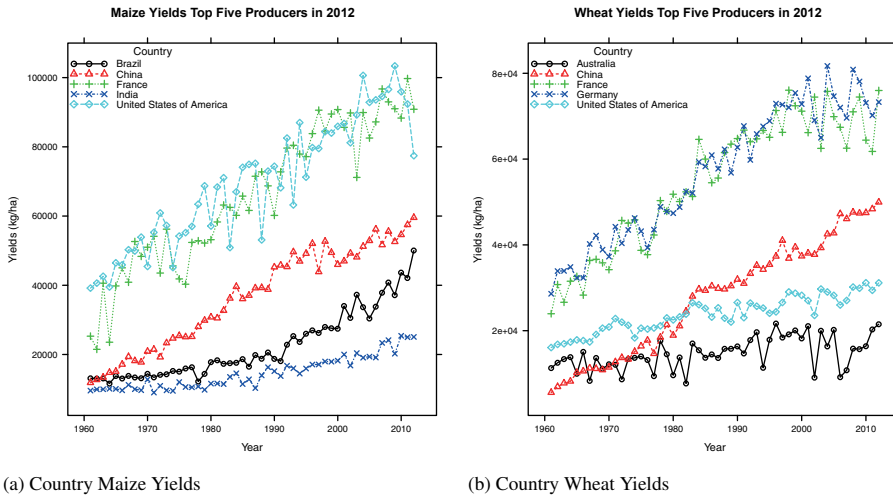 Maize Yields Top Five Producers in 2012
Country
Brazil
China
France
India
United States of America
Yields (kg/ha)
100000
80000
60000
40000
20000
1960 1970 1980 1990 2000 2010
Year
(a) Country Maize Yields
Wheat Yields Top Five Producers in 2012
Country
Australia
China
France
Germany
United States of America
Yields (kg/ha)
8e+04
6e+04
4e+04
2e+04
1960 1970 1980 1990 2000 2010
Year
(b) Country Wheat Yields